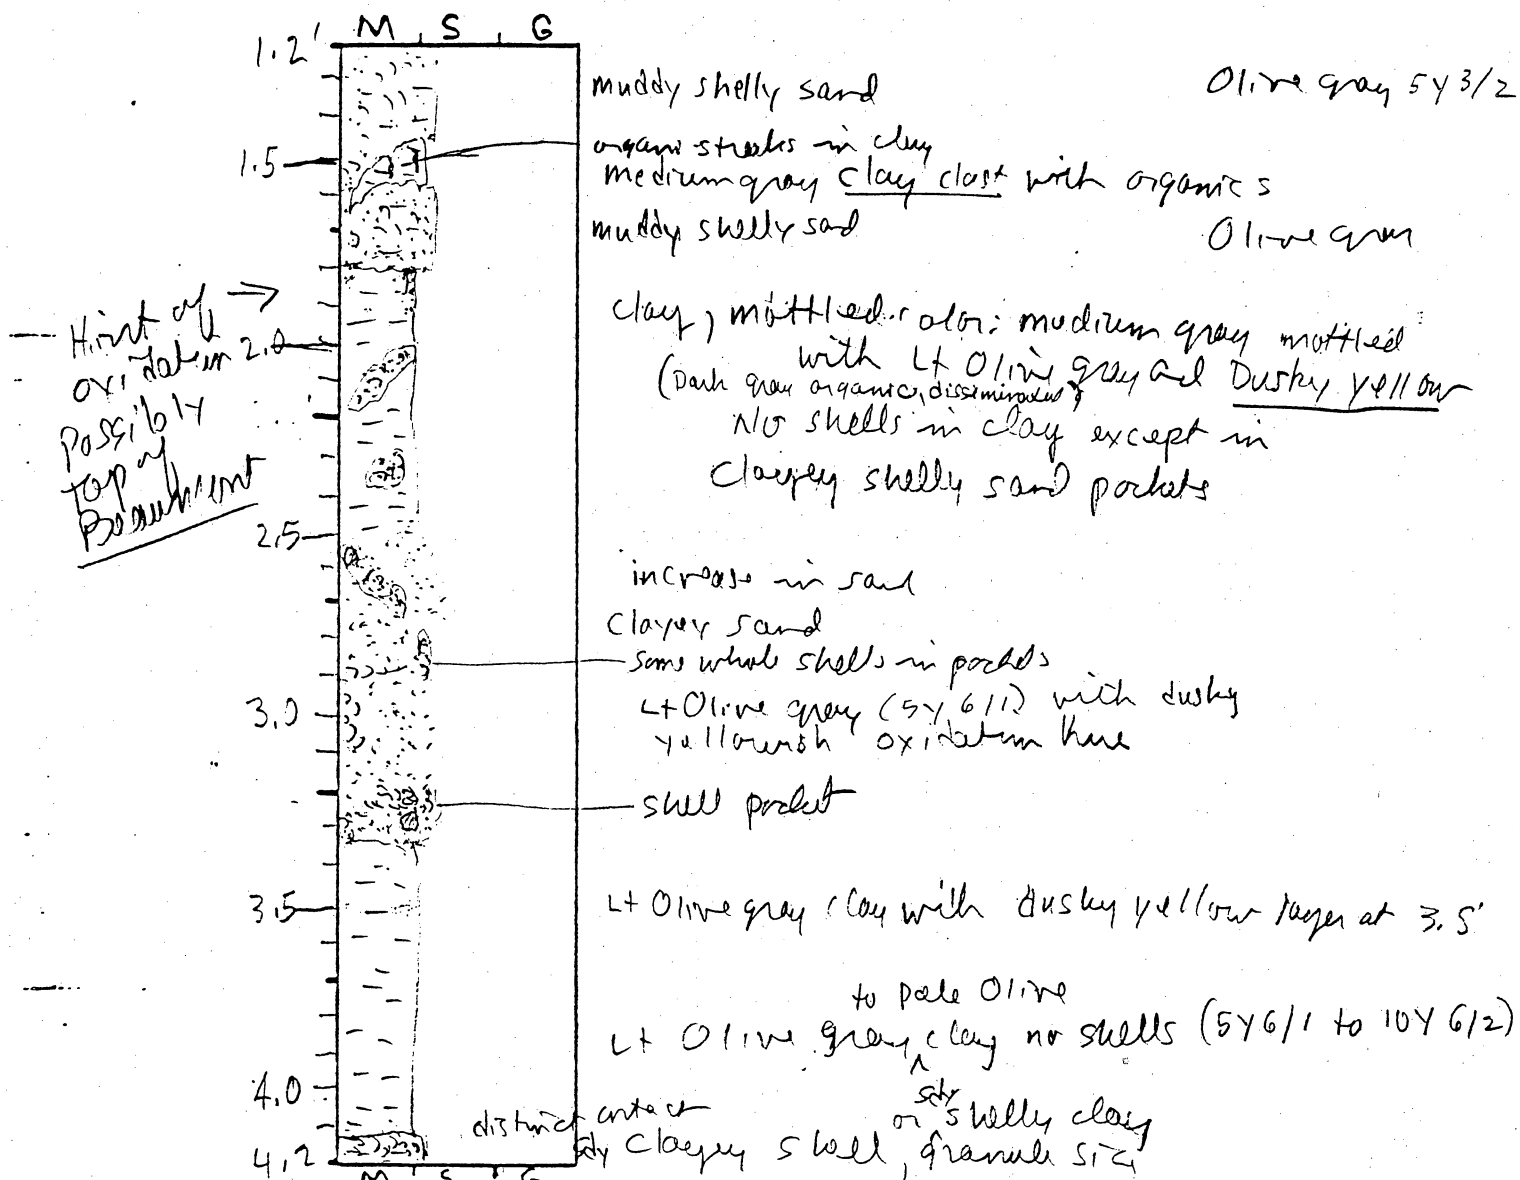 M S G
1.2'
muddy shelly sand
Olive gray 5Y 3/2
organic streaks in clay
1.5
medium gray clay clast with organics
muddy shelly sand
Olive gray
Hint of →
oxidation
possibly
top of
Beaumont
clay, mottled color: medium gray mottled
2.0
with Lt Olive gray and Dusky yellow
(Dark gray organics, disseminated)
No shells in clay except in
clayey shelly sand pockets
2.5
increase in sand
clayey sand
some whole shells in pockets
3.0
Lt Olive gray (5Y 6/1) with dusky
yellowish oxidation hue
shell pocket
3.5
Lt Olive gray clay with dusky yellow layer at 3.5'
to pale Olive
Lt Olive gray ^ clay no shells (5Y6/1 to 10Y 6/2)
4.0
distinct contact
sdy
or ^ shelly clay
4.2
sdy clayey shell, granule size
M S G